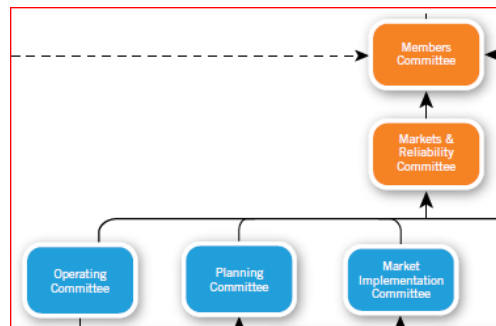 Members
Committee
Markets &
Reliability
Committee
Operating
Committee
Planning
Committee
Market
Implementation
Committee